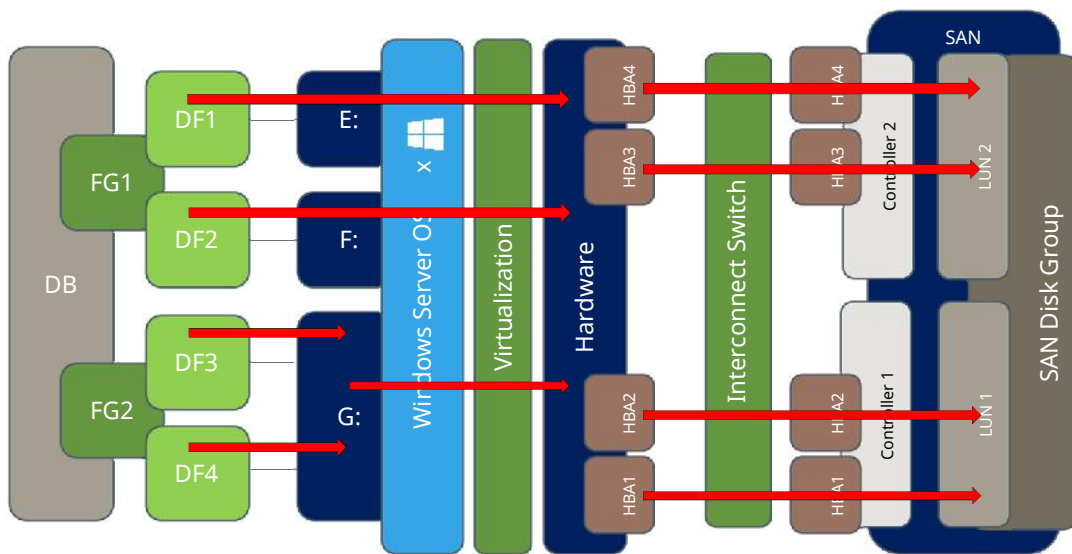 DB
FG1
FG2
DF1
DF2
DF3
DF4
E:
F:
G:
Windows Server OS
x
Virtualization
Hardware
HBA4
HBA3
HBA2
HBA1
Interconnect Switch
HBA4
HBA3
HBA2
HBA1
Controller 2
Controller 1
SAN
LUN 2
LUN 1
SAN Disk Group